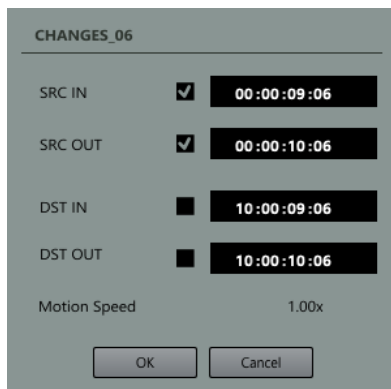 CHANGES_06
SRC IN 00:00:09:06
SRC OUT 00:00:10:06
DST IN 10:00:09:06
DST OUT 10:00:10:06
Motion Speed 1.00x
OK Cancel